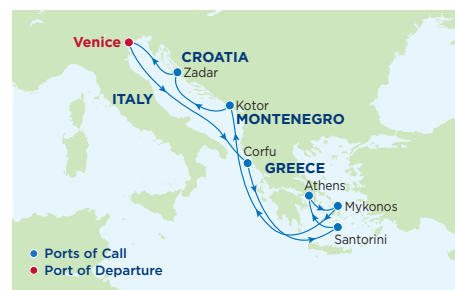 Venice
CROATIA
Zadar
ITALY
Kotor
MONTENEGRO
Corfu
GREECE
Athens
Mykonos
Santorini
Ports of Call
Port of Departure